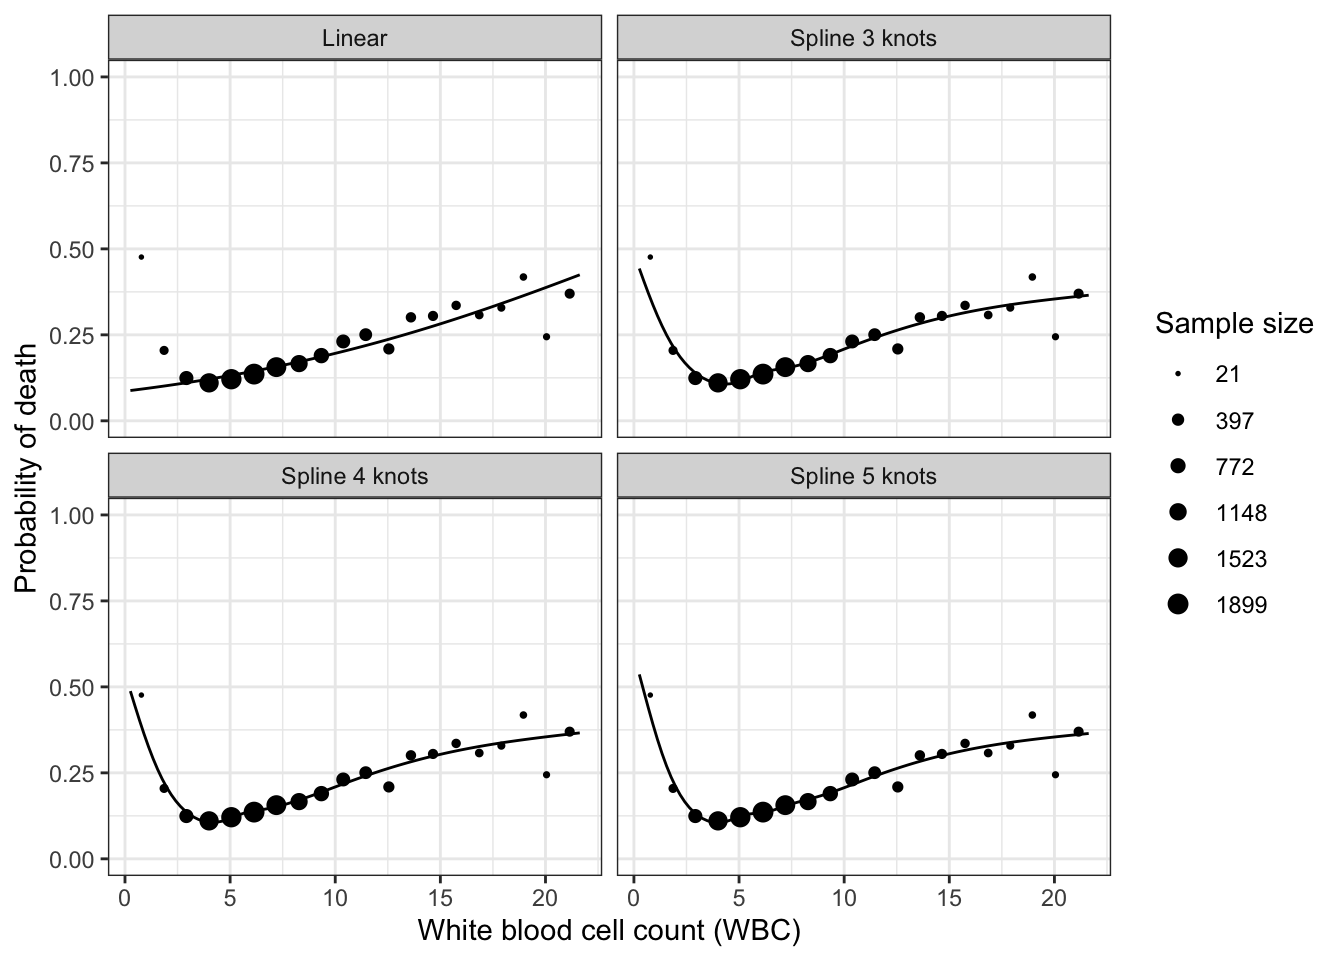 Linear
Spline 3 knots
1.00
0.75
0.50
0.25
0.00
Spline 4 knots
Spline 5 knots
1.00
0.75
0.50
0.25
0.00
0 5 10 15 20
0 5 10 15 20
White blood cell count (WBC)
Probability of death
Sample size
21
397
772
1148
1523
1899